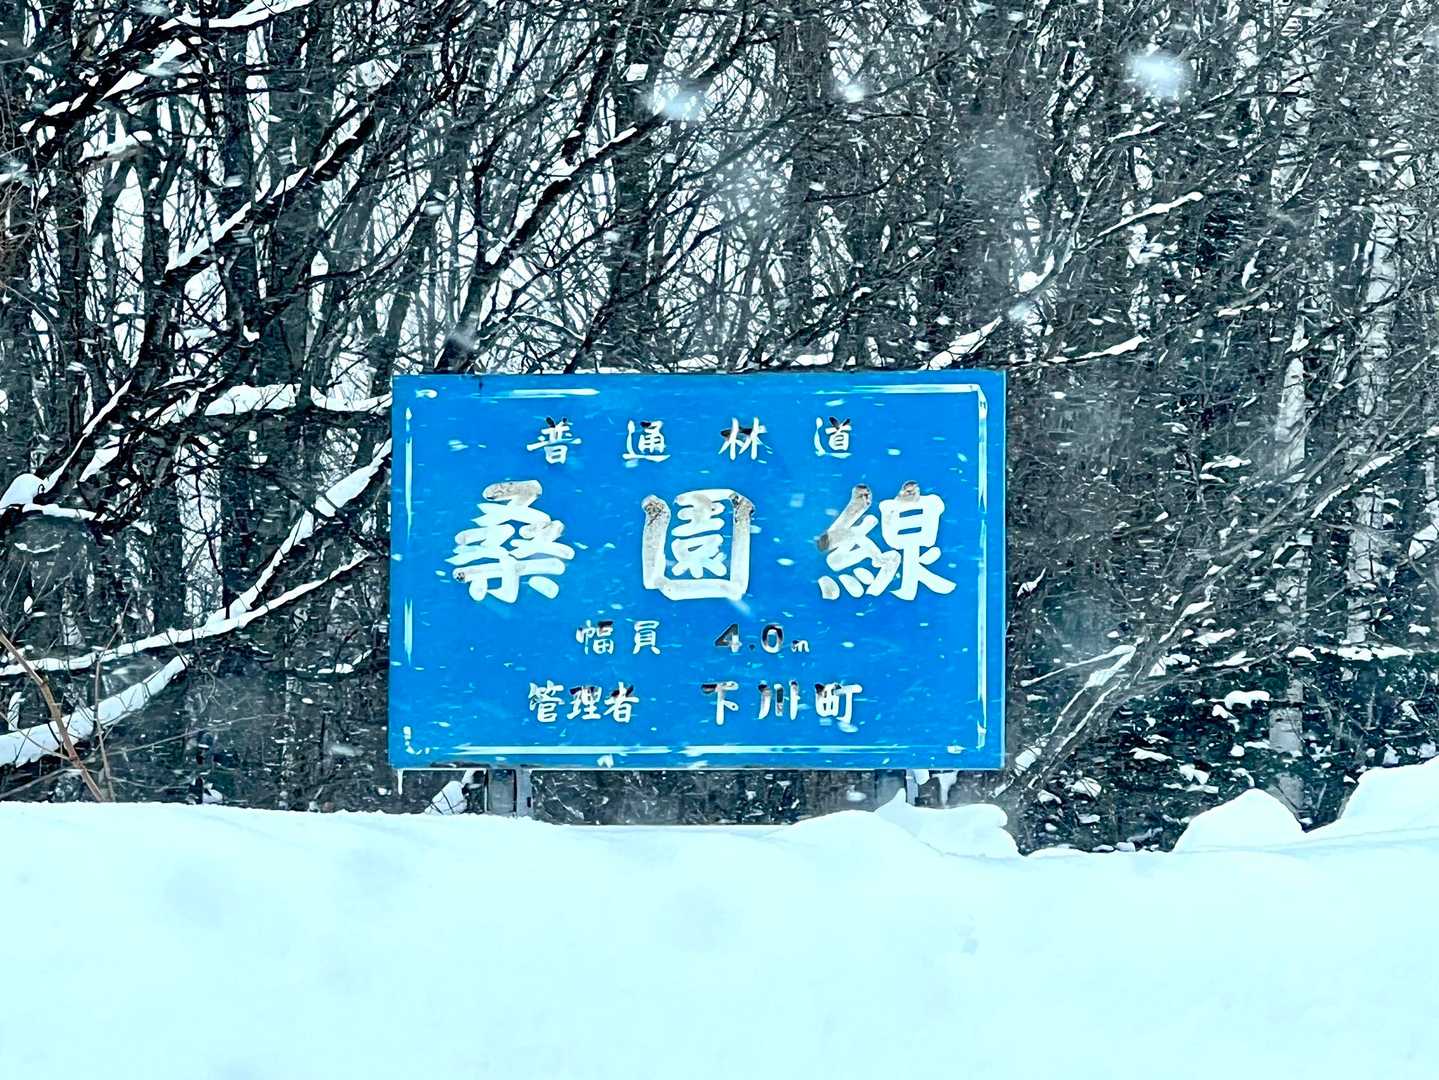 普通林道
桑園線
幅員 4.0m
管理者 下川町